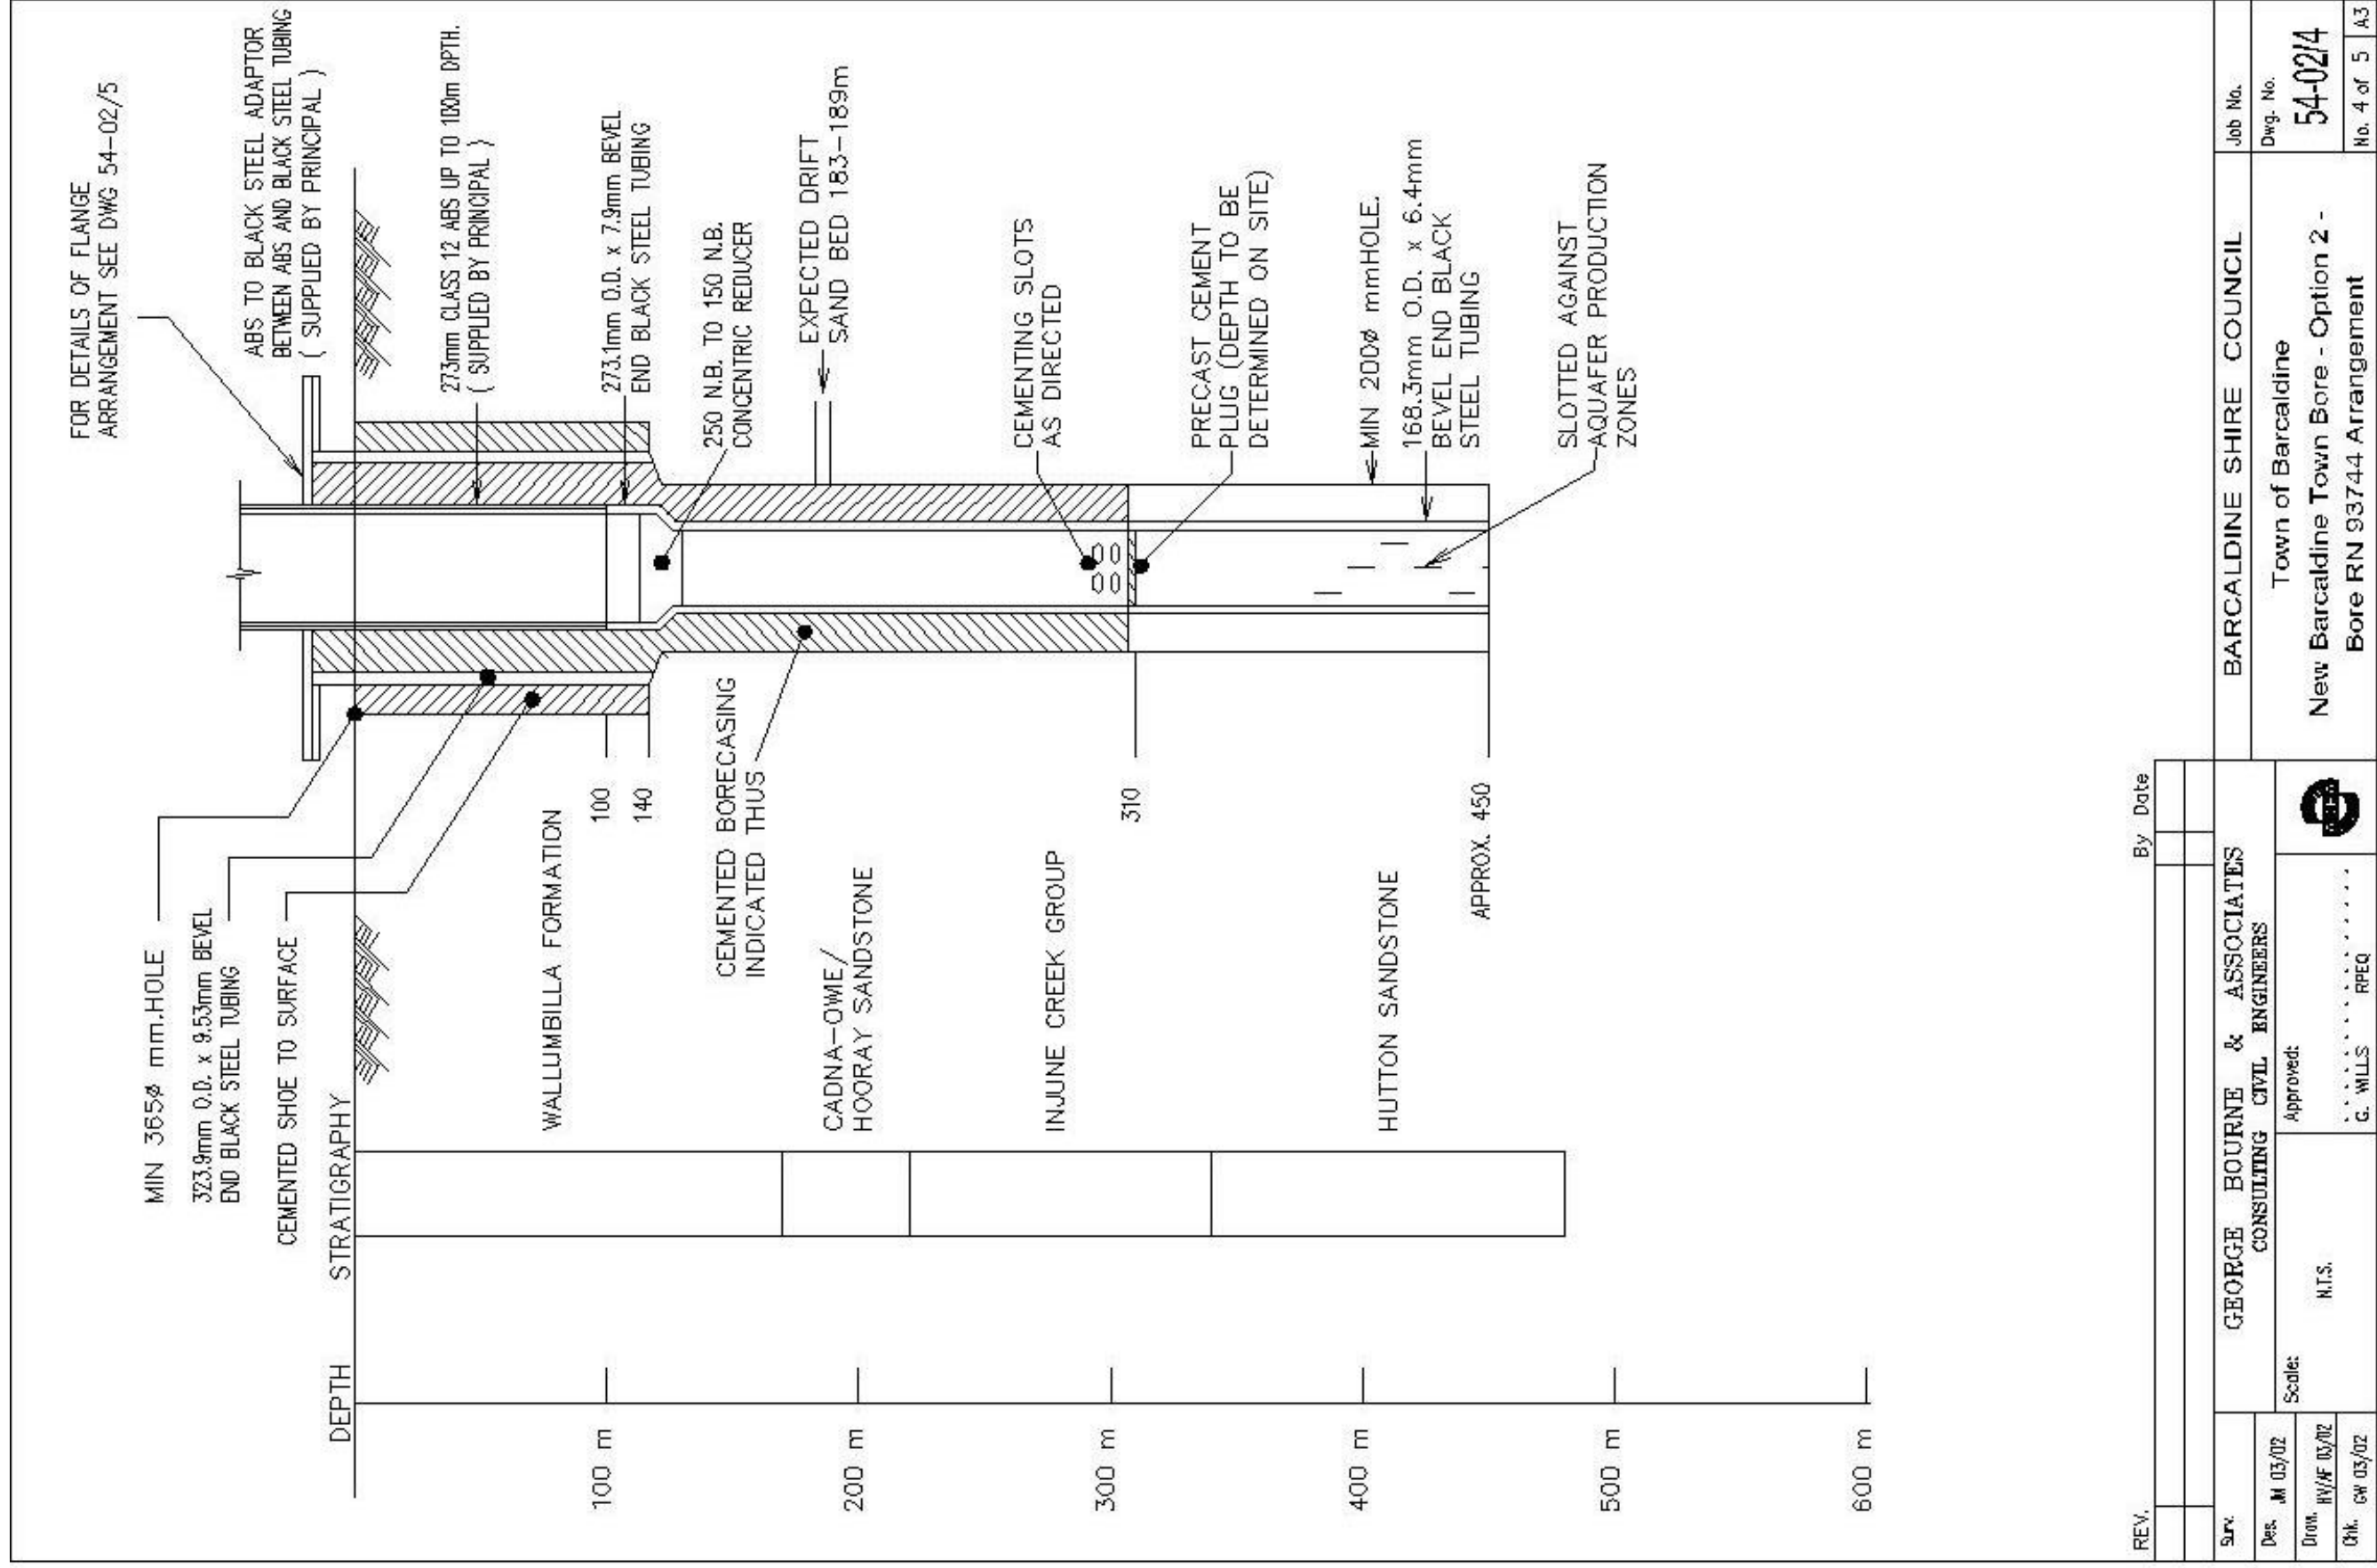 FOR DETAILS OF FLANGE
ARRANGEMENT SEE DWG 54-02/5
ABS TO BLACK STEEL ADAPTOR
BETWEEN ABS AND BLACK STEEL TUBING
( SUPPLIED BY PRINCIPAL )
MIN 365ø mm.HOLE
323.9mm O.D. x 9.53mm BEVEL
END BLACK STEEL TUBING
CEMENTED SHOE TO SURFACE
DEPTH
STRATIGRAPHY
273mm CLASS 12 ABS UP TO 100m DPTH.
( SUPPLIED BY PRINCIPAL )
WALLUMBILLA FORMATION
273.1mm O.D. x 7.9mm BEVEL
END BLACK STEEL TUBING
100 m
100
140
250 N.B. TO 150 N.B.
CONCENTRIC REDUCER
CEMENTED BORECASING
INDICATED THUS
EXPECTED DRIFT
SAND BED 183-189m
CADNA-OWIE/
HOORAY SANDSTONE
200 m
CEMENTING SLOTS
AS DIRECTED
INJUNE CREEK GROUP
300 m
310
PRECAST CEMENT
PLUG (DEPTH TO BE
DETERMINED ON SITE)
MIN 200ø mmHOLE.
168.3mm O.D. x 6.4mm
BEVEL END BLACK
STEEL TUBING
HUTTON SANDSTONE
400 m
APPROX. 450
SLOTTED AGAINST
AQUAFER PRODUCTION
ZONES
500 m
600 m
REV.
By
Date
Surv.
Des. JM 03/02
Drawn. HV/AF 03/02
Chk. GW 03/02
GEORGE BOURNE & ASSOCIATES
CONSULTING CIVIL ENGINEERS
Scale:
N.T.S.
Approved:
G. WILLS RPEQ
BARCALDINE SHIRE COUNCIL
Town of Barcaldine
New Barcaldine Town Bore - Option 2 -
Bore RN 93744 Arrangement
Job No.
Dwg. No.
54-02/4
No. 4 of 5
A3